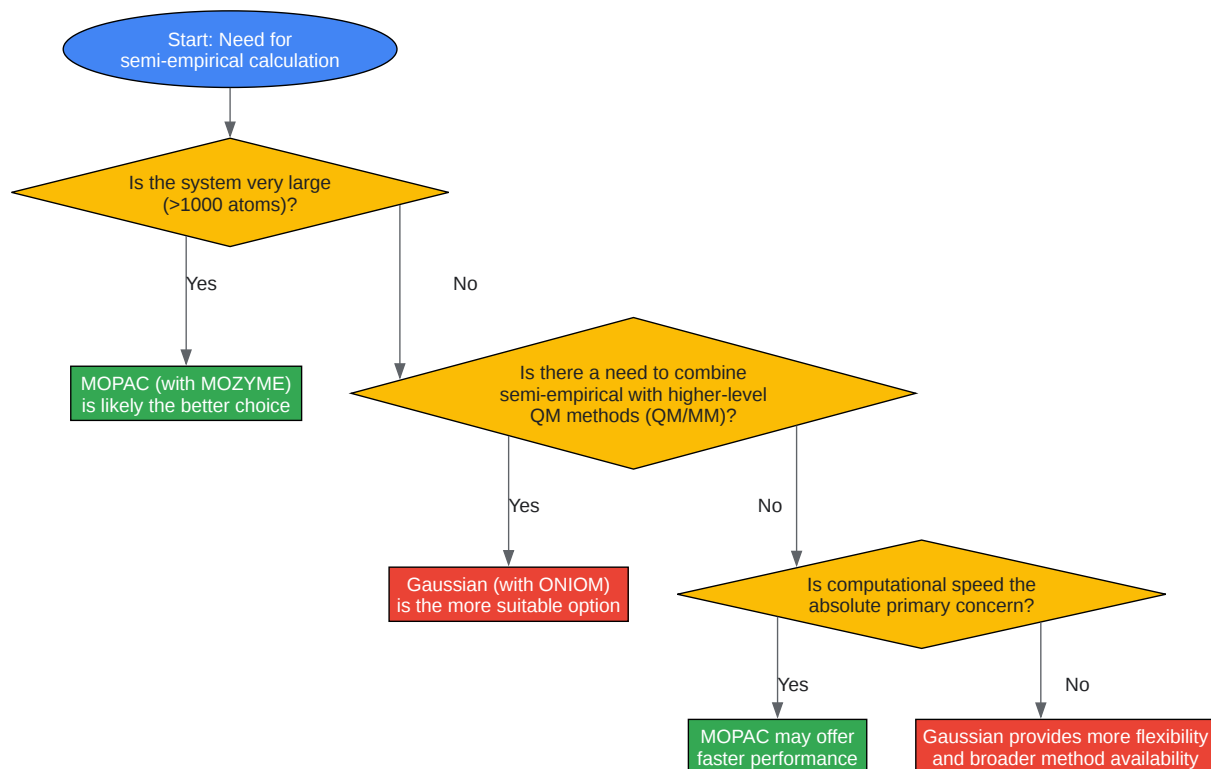 Start: Need for
semi-empirical calculation
Is the system very large
(>1000 atoms)?
Yes
No
MOPAC (with MOZYME)
is likely the better choice
Is there a need to combine
semi-empirical with higher-level
QM methods (QM/MM)?
Yes
No
Gaussian (with ONIOM)
is the more suitable option
Is computational speed the
absolute primary concern?
Yes
No
MOPAC may offer
faster performance
Gaussian provides more flexibility
and broader method availability